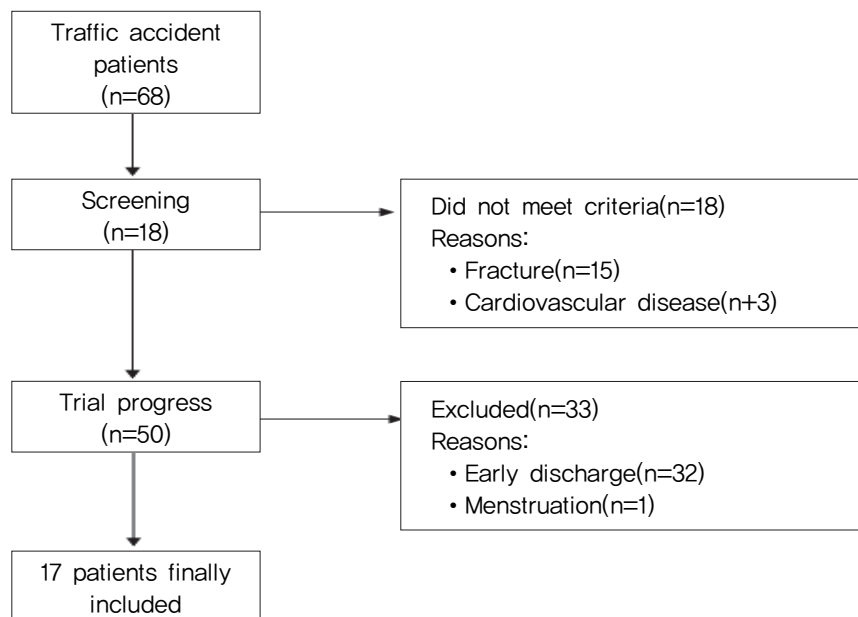 Traffic accident
patients
(n=68)
Screening
(n=18)
Did not meet criteria(n=18)
Reasons:
• Fracture(n=15)
• Cardiovascular disease(n+3)
Trial progress
(n=50)
Excluded(n=33)
Reasons:
• Early discharge(n=32)
• Menstruation(n=1)
17 patients finally
included